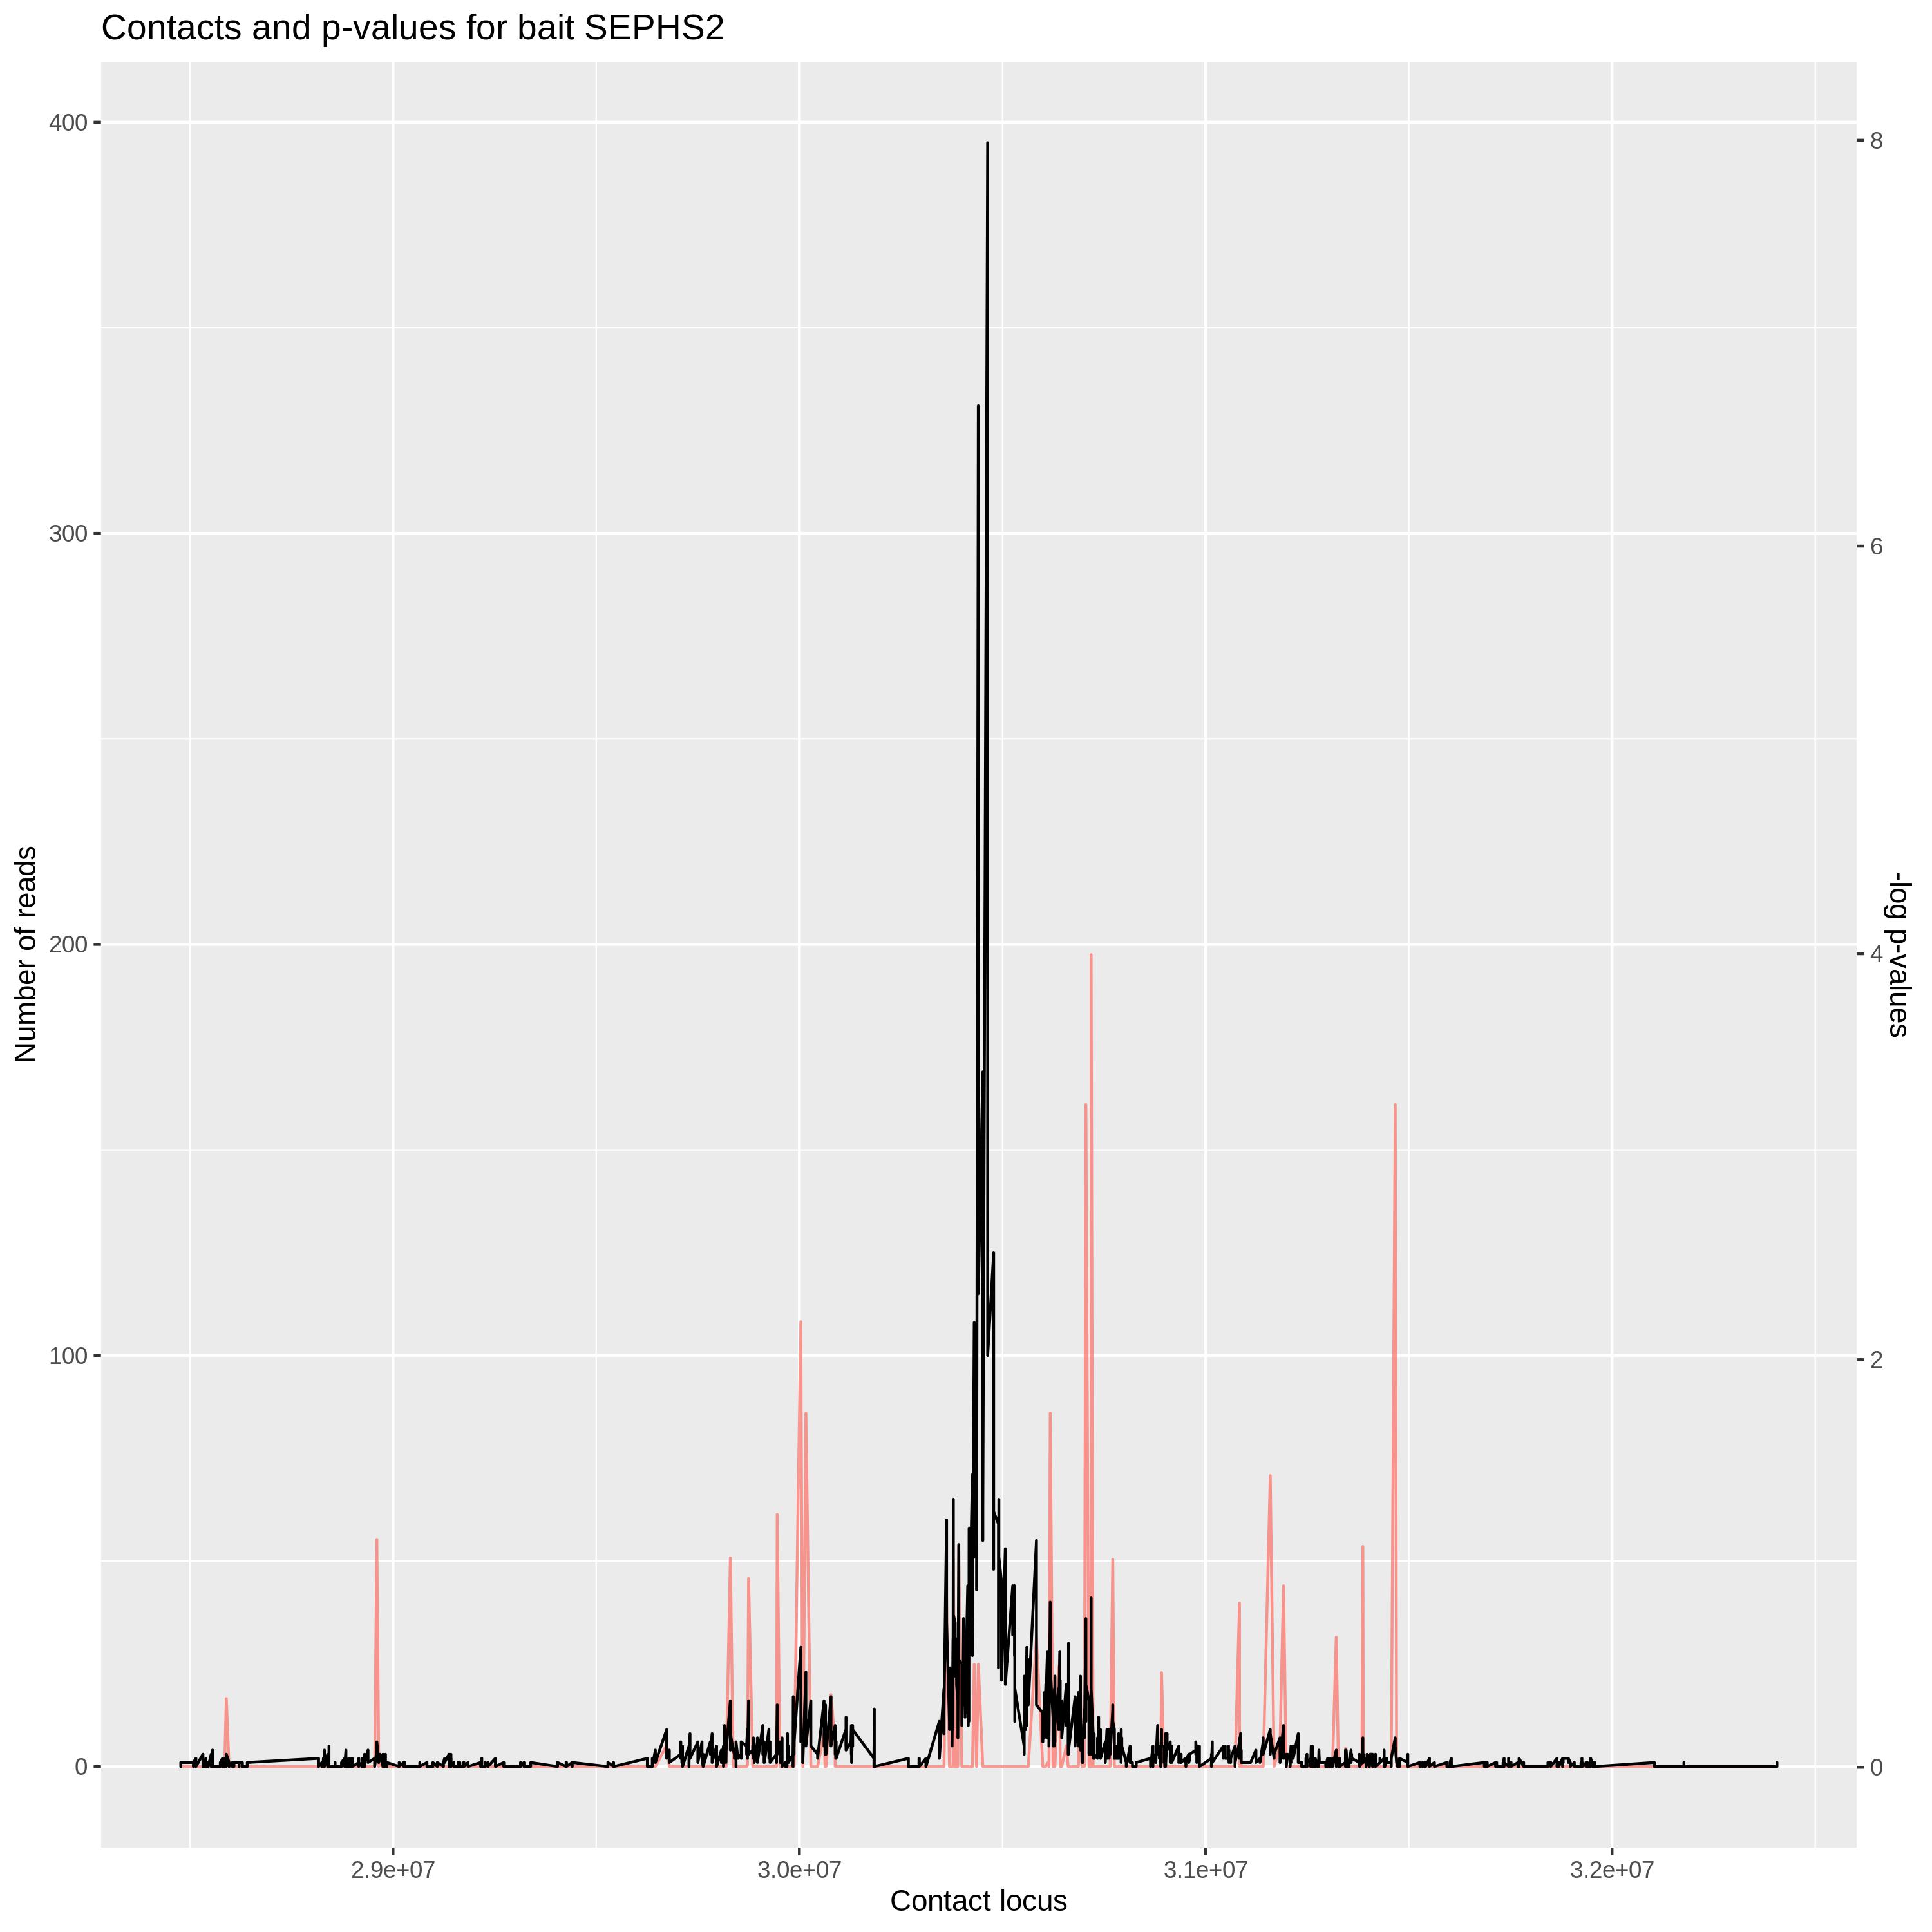 Contacts and p-values for bait SEPHS2
400
300
200
100
0
Number of reads
8
6
4
2
0
-log p-values
2.9e+07 3.0e+07 3.1e+07 3.2e+07
Contact locus